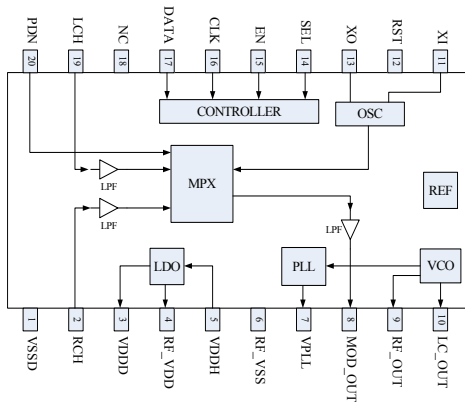 PDN LCH NC DATA CLK EN SEL XO RST XI
20 19 18 17 16 15 14 13 12 11
CONTROLLER
OSC
LPF
MPX
REF
LPF
LPF
LDO
PLL
VCO
1 2 3 4 5 6 7 8 9 10
VSSD RCH VDDD RF_VDD VDDH RF_VSS VPLL MOD_OUT RF_OUT LC_OUT